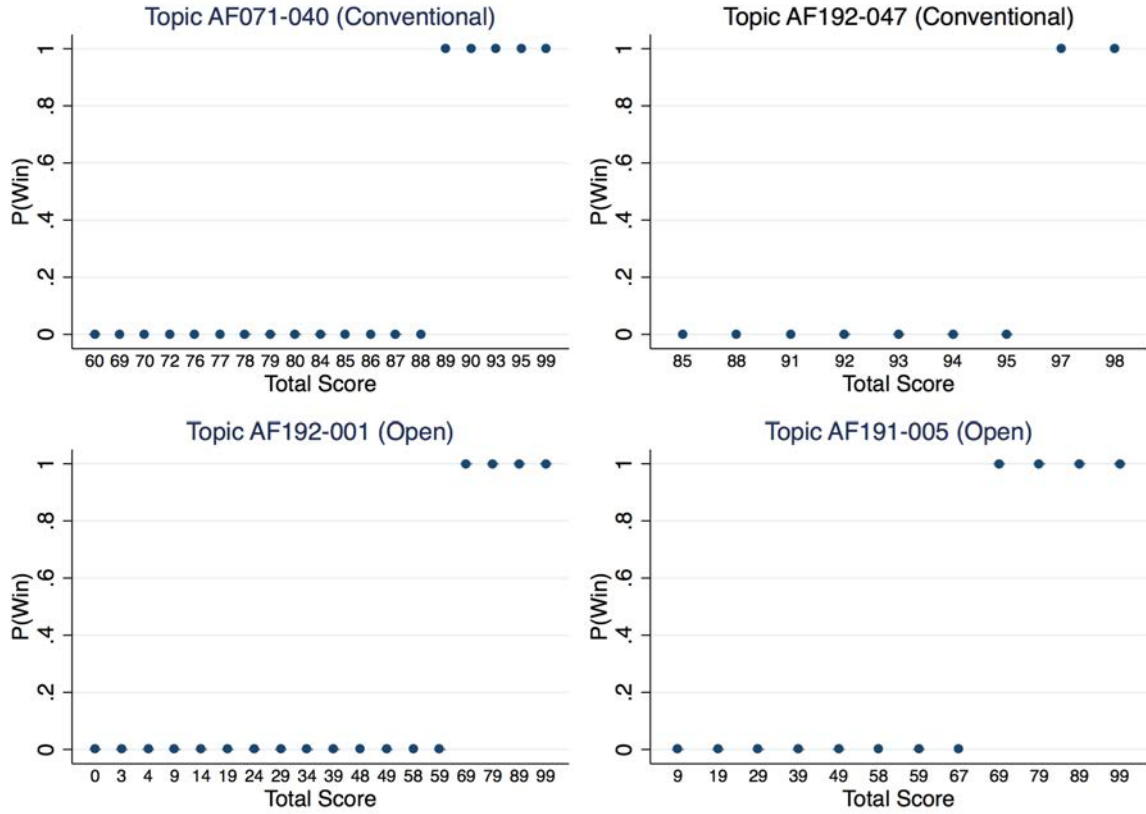 Topic AF071-040 (Conventional)
P(Win)
1
.8
.6
.4
.2
0
60 69 70 72 76 77 78 79 80 84 85 86 87 88 89 90 93 95 99
Total Score
Topic AF192-047 (Conventional)
P(Win)
1
.8
.6
.4
.2
0
85 88 91 92 93 94 95 97 98
Total Score
Topic AF192-001 (Open)
P(Win)
1
.8
.6
.4
.2
0
0 3 4 9 14 19 24 29 34 39 48 49 58 59 69 79 89 99
Total Score
Topic AF191-005 (Open)
P(Win)
1
.8
.6
.4
.2
0
9 19 29 39 49 58 59 67 69 79 89 99
Total Score